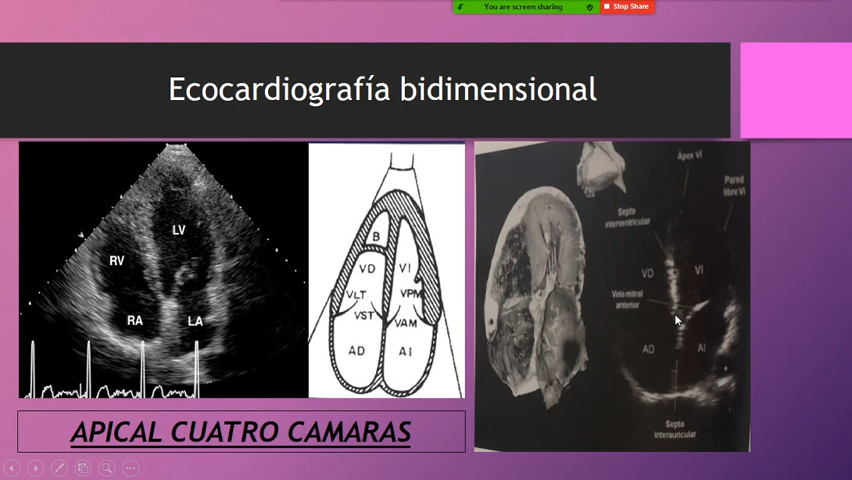 You are screen sharing
Stop Share
Ecocardiografía bidimensional
LV
RV
RA
LA
B
VD
VI
VLT
VPM
VST
VAM
AD
AI
Ápex VI
Pared
libre VI
Septo
interventricular
VD
VI
Velo mitral
anterior
AD
AI
Septo
interauricular
APICAL CUATRO CAMARAS